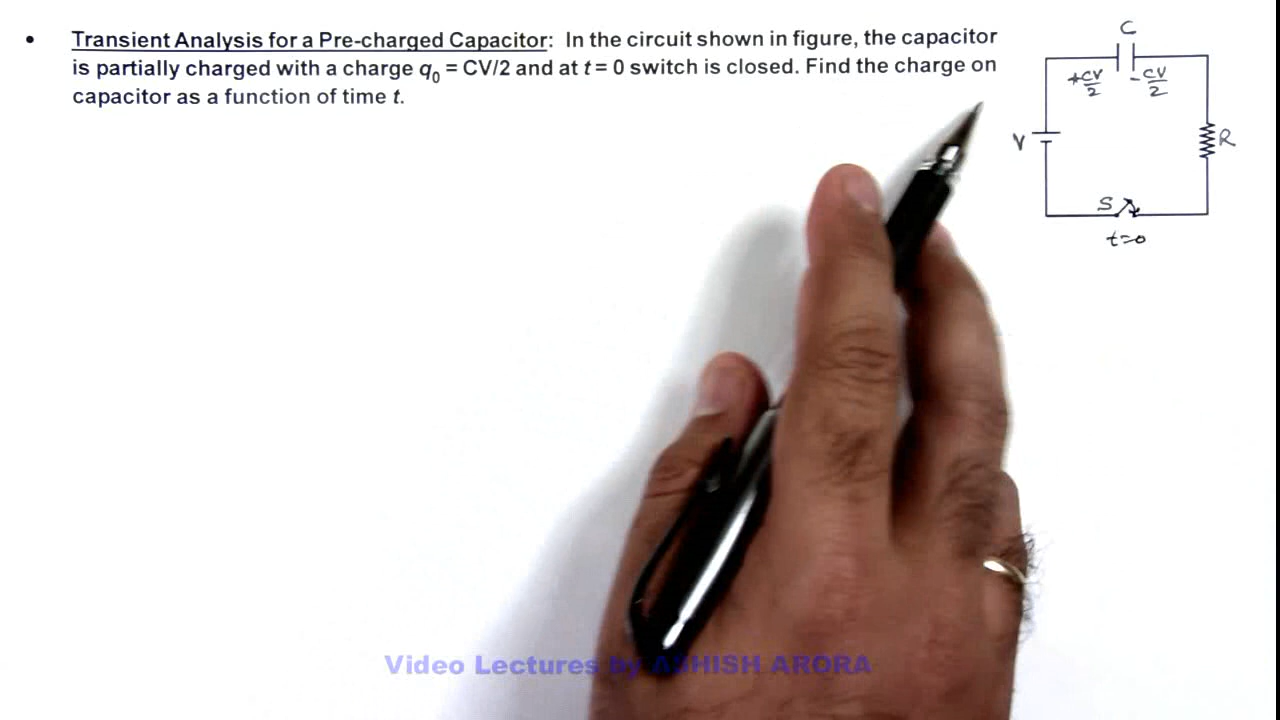 • Transient Analysis for a Pre-charged Capacitor: In the circuit shown in figure, the capacitor
is partially charged with a charge q₀ = CV/2 and at t = 0 switch is closed. Find the charge on
capacitor as a function of time t.
C
+CV/2 -CV/2
V
R
S
t=0
Video Lectures by ASHISH ARORA